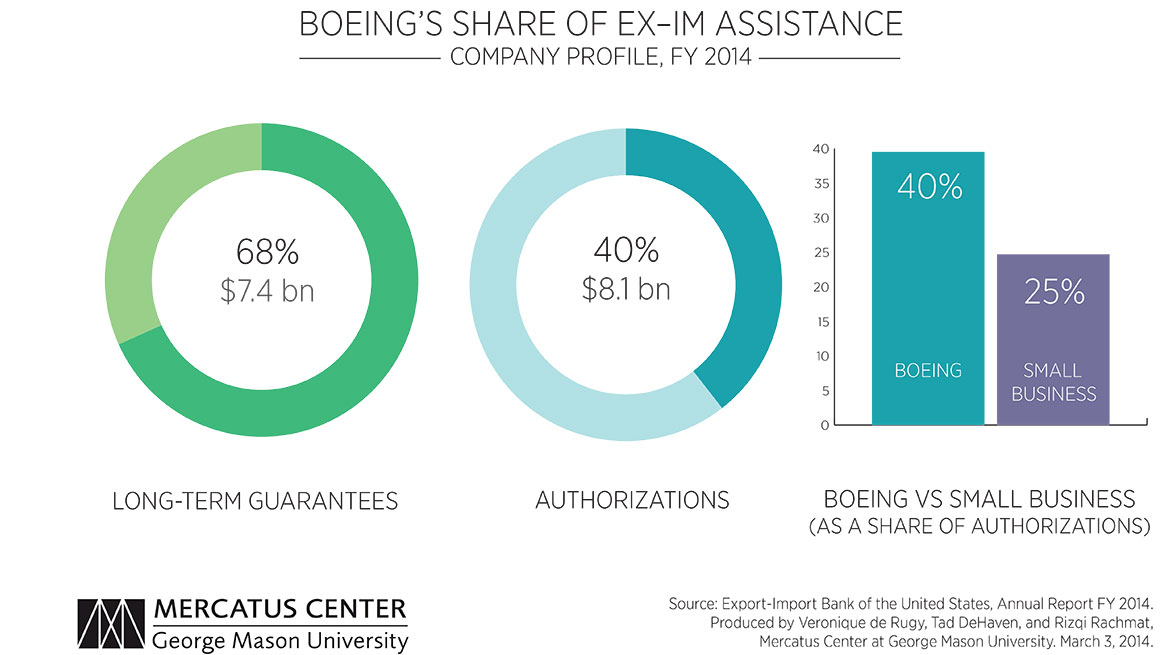 BOEING'S SHARE OF EX–IM ASSISTANCE
COMPANY PROFILE, FY 2014
68%
$7.4 bn
LONG-TERM GUARANTEES
40%
$8.1 bn
AUTHORIZATIONS
40
35
30
25
20
15
10
5
0
40%
BOEING
25%
SMALL
BUSINESS
BOEING VS SMALL BUSINESS
(AS A SHARE OF AUTHORIZATIONS)
MERCATUS CENTER
George Mason University
Source: Export-Import Bank of the United States, Annual Report FY 2014.
Produced by Veronique de Rugy, Tad DeHaven, and Rizqi Rachmat,
Mercatus Center at George Mason University. March 3, 2014.